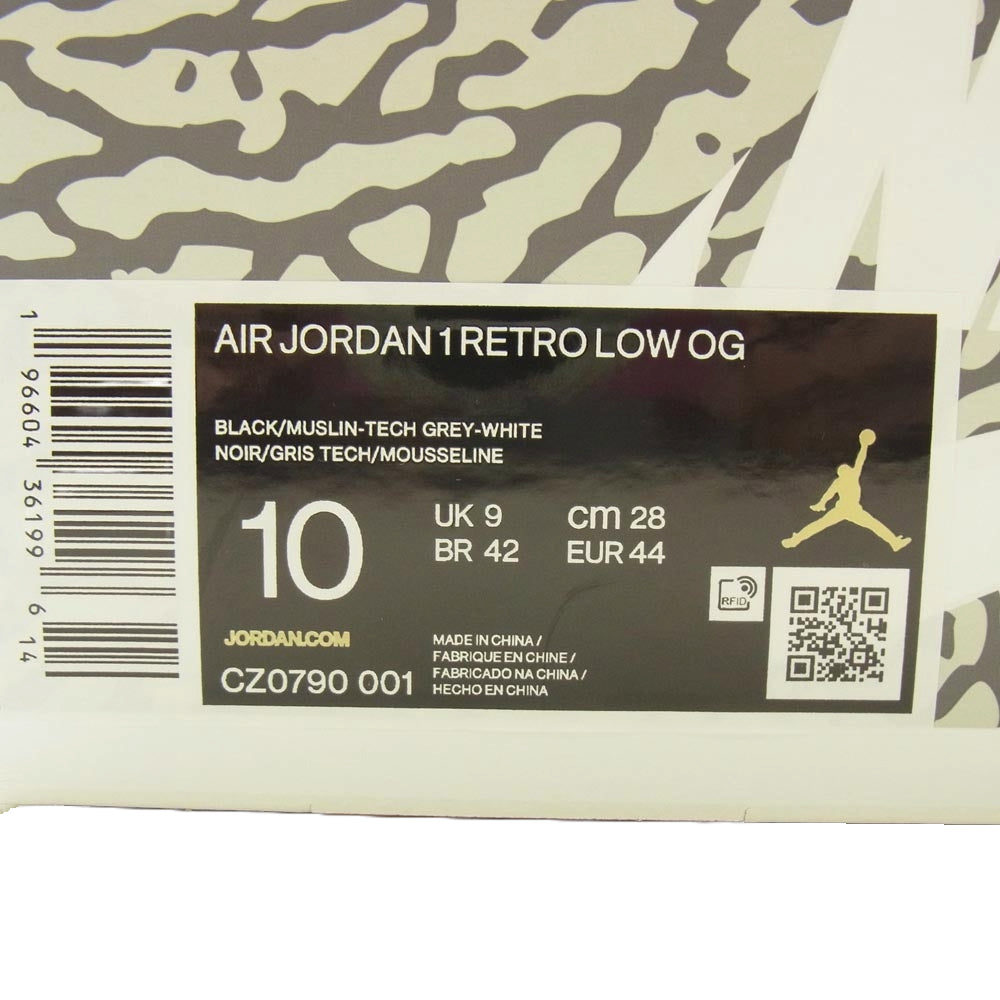 AIR JORDAN 1 RETRO LOW OG
BLACK/MUSLIN-TECH GREY-WHITE
NOIR/GRIS TECH/MOUSSELINE
10
UK 9 cm 28
BR 42 EUR 44
RFID
JORDAN.COM
CZ0790 001
MADE IN CHINA /
FABRIQUE EN CHINE /
FABRICADO NA CHINA /
HECHO EN CHINA
1 96604 36199 6 14